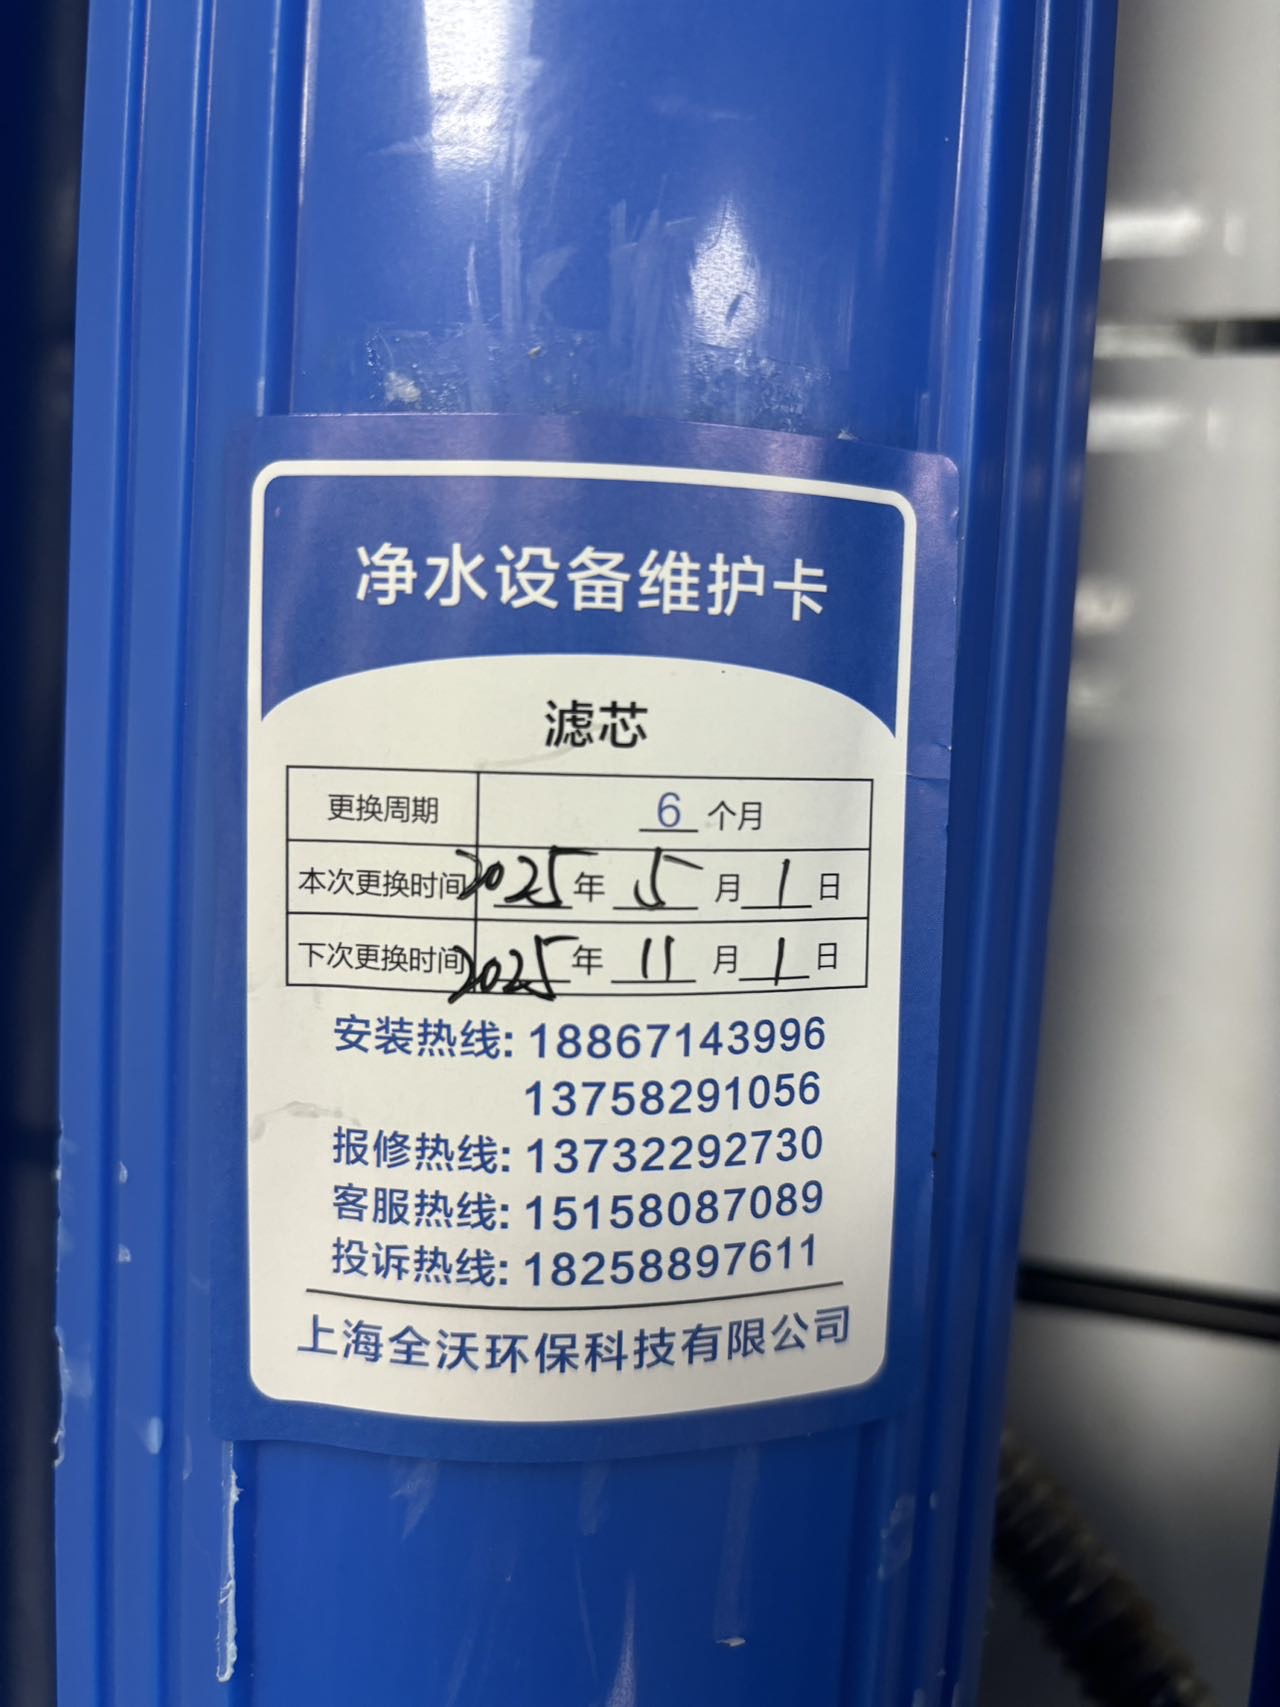 净水设备维护卡
滤芯
更换周期 6 个月
本次更换时间 2025 年 5 月 1 日
下次更换时间 2025 年 11 月 1 日
安装热线: 18867143996
13758291056
报修热线: 13732292730
客服热线: 15158087089
投诉热线: 18258897611
上海全沃环保科技有限公司